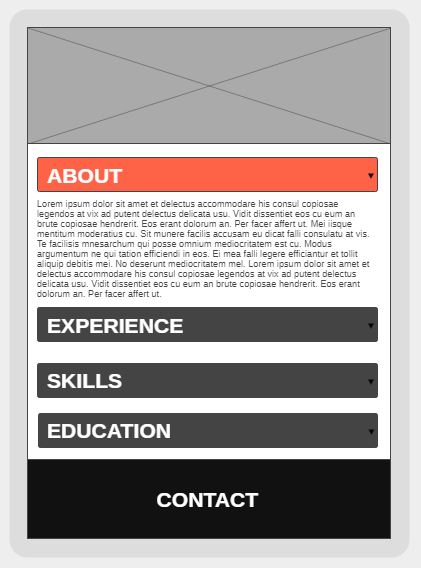 ABOUT
Lorem ipsum dolor sit amet et delectus accommodare his consul copiosae
legendos at vix ad putent delectus delicata usu. Vidit dissentiet eos cu eum an
brute copiosae hendrerit. Eos erant dolorum an. Per facer affert ut. Mei iisque
mentitum moderatius cu. Sit munere facilis accusam eu dicat falli consulatu at vis.
Te facilisis mnesarchum qui posse omnium mediocritatem est cu. Modus
argumentum ne qui tation efficiendi in eos. Ei mea falli legere efficiantur et tollit
aliquip debitis mei. No deserunt mediocritatem mel. Lorem ipsum dolor sit amet et
delectus accommodare his consul copiosae legendos at vix ad putent delectus
delicata usu. Vidit dissentiet eos cu eum an brute copiosae hendrerit. Eos erant
dolorum an. Per facer affert ut.
EXPERIENCE
SKILLS
EDUCATION
CONTACT